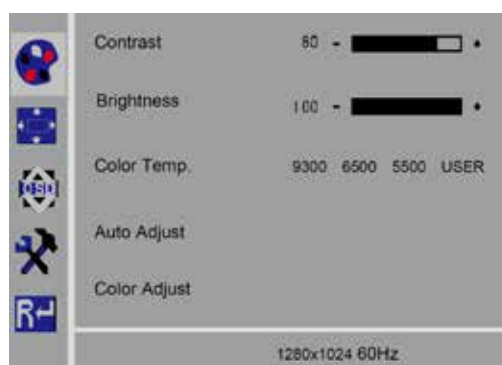 Contrast 80 - +
Brightness 100 - +
Color Temp. 9300 6500 5500 USER
OSD
Auto Adjust
Color Adjust
R
1280x1024 60Hz